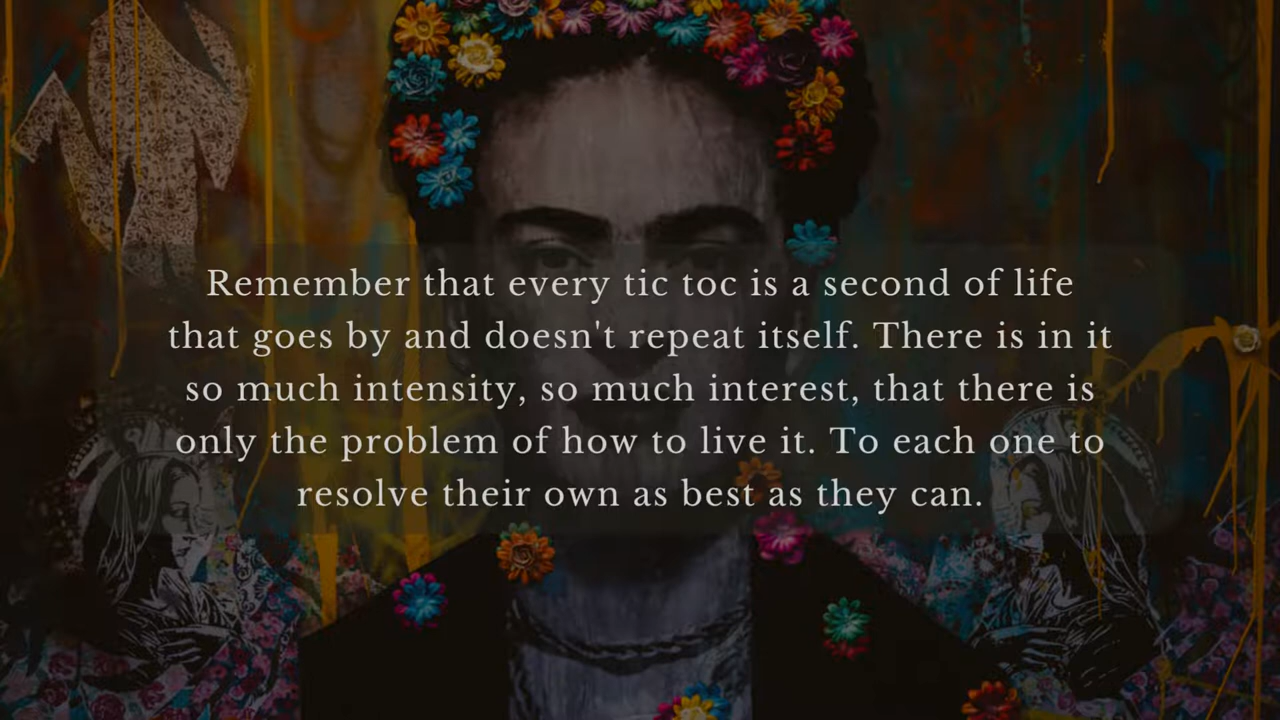 Remember that every tic toc is a second of life
that goes by and doesn't repeat itself. There is in it
so much intensity, so much interest, that there is
only the problem of how to live it. To each one to
resolve their own as best as they can.